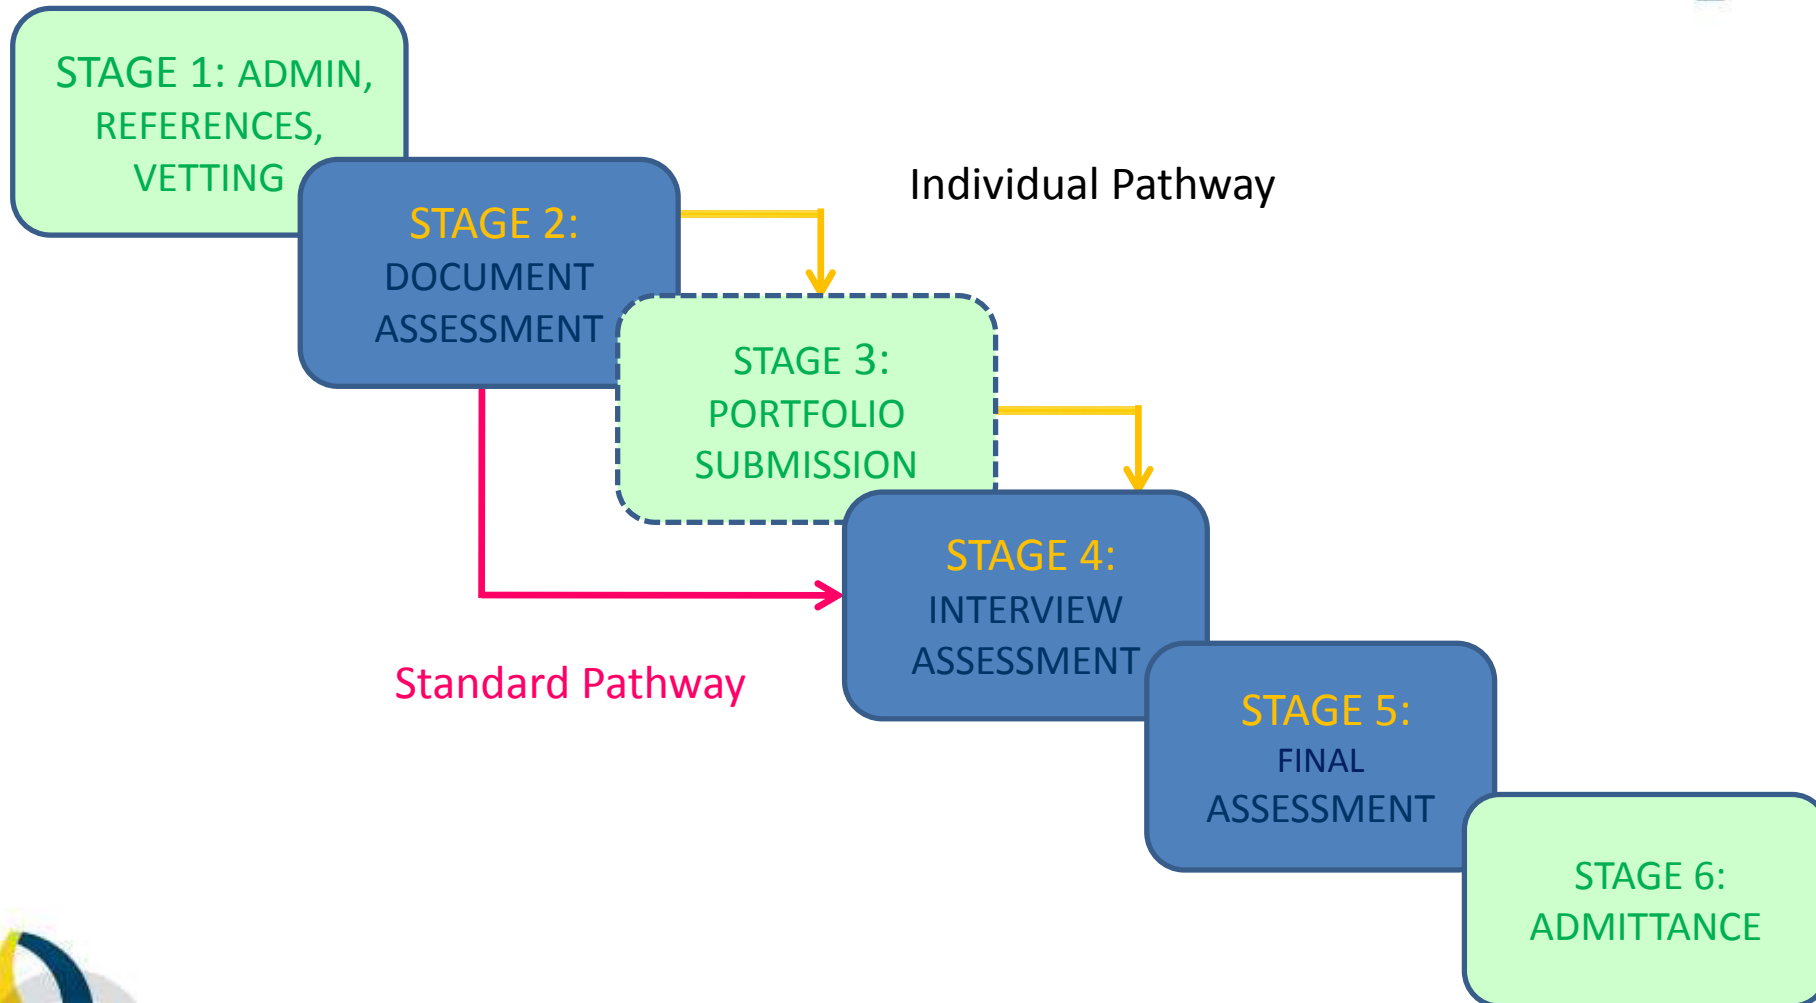 STAGE 1: ADMIN,
REFERENCES,
VETTING
Individual Pathway
STAGE 2:
DOCUMENT
ASSESSMENT
STAGE 3:
PORTFOLIO
SUBMISSION
STAGE 4:
INTERVIEW
ASSESSMENT
Standard Pathway
STAGE 5:
FINAL
ASSESSMENT
STAGE 6:
ADMITTANCE